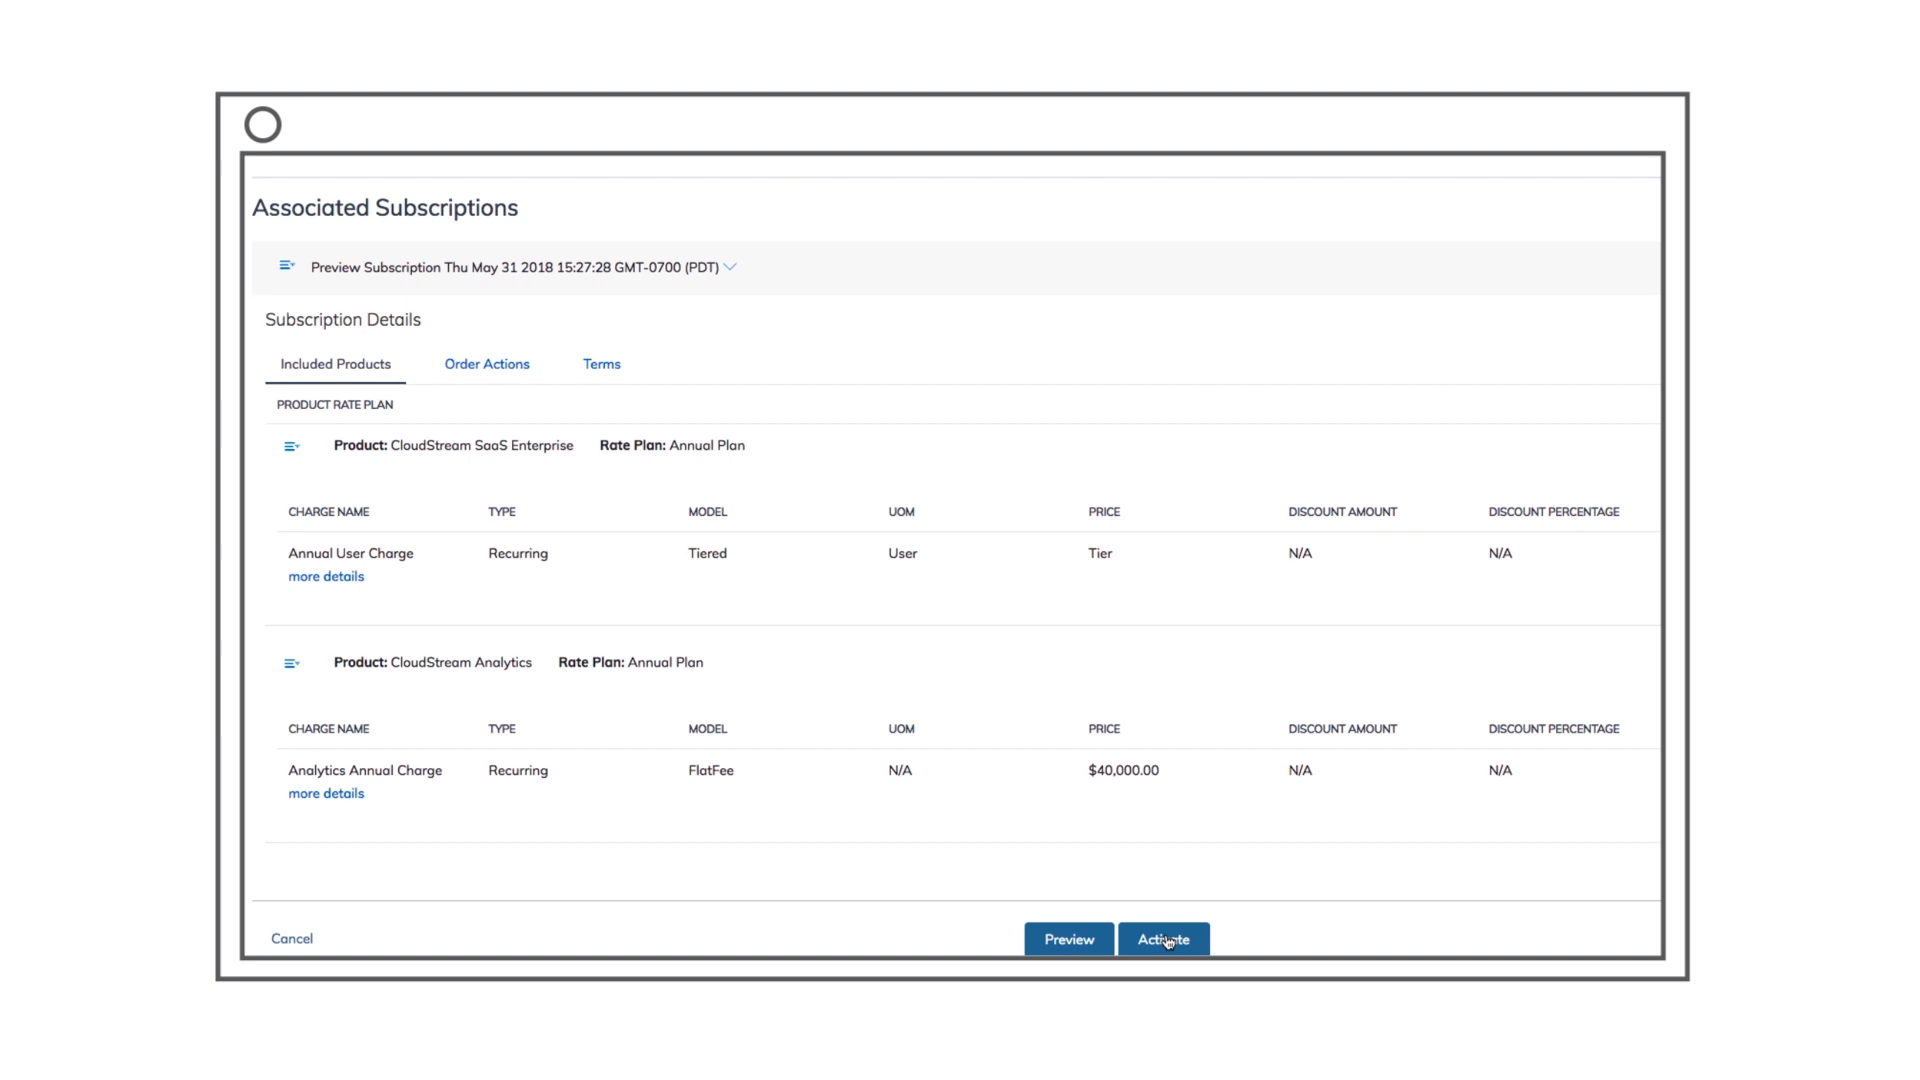 Associated Subscriptions
Preview Subscription Thu May 31 2018 15:27:28 GMT-0700 (PDT)
Subscription Details
Included Products Order Actions Terms
PRODUCT RATE PLAN
Product: CloudStream SaaS Enterprise Rate Plan: Annual Plan
CHARGE NAME TYPE MODEL UOM PRICE DISCOUNT AMOUNT DISCOUNT PERCENTAGE
Annual User Charge Recurring Tiered User Tier N/A N/A
more details
Product: CloudStream Analytics Rate Plan: Annual Plan
CHARGE NAME TYPE MODEL UOM PRICE DISCOUNT AMOUNT DISCOUNT PERCENTAGE
Analytics Annual Charge Recurring FlatFee N/A $40,000.00 N/A N/A
more details
Cancel Preview Activate